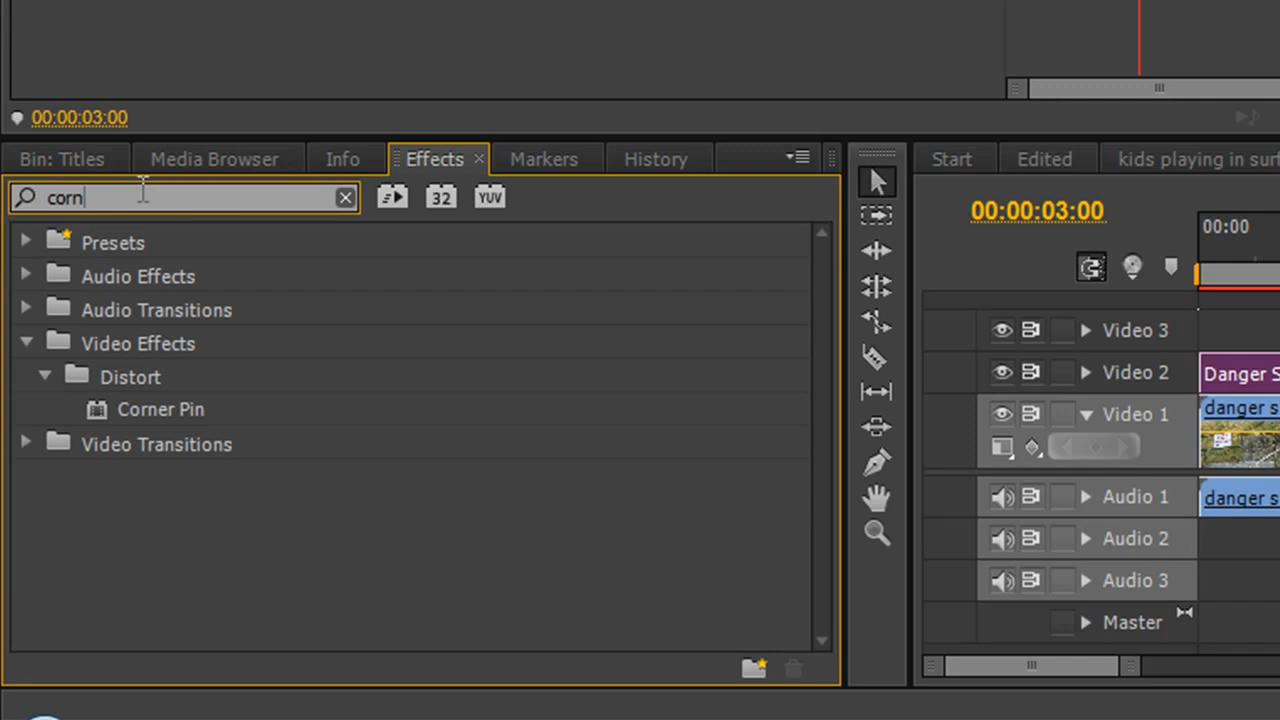 00:00:03:00
Bin: Titles
Media Browser
Info
Effects
Markers
History
Start
Edited
kids playing in surf
corn
32
YUV
00:00:03:00
00:00
Presets
Audio Effects
Audio Transitions
Video Effects
Distort
Corner Pin
Video Transitions
Video 3
Video 2
Danger S
Video 1
danger s
Audio 1
danger s
Audio 2
Audio 3
Master